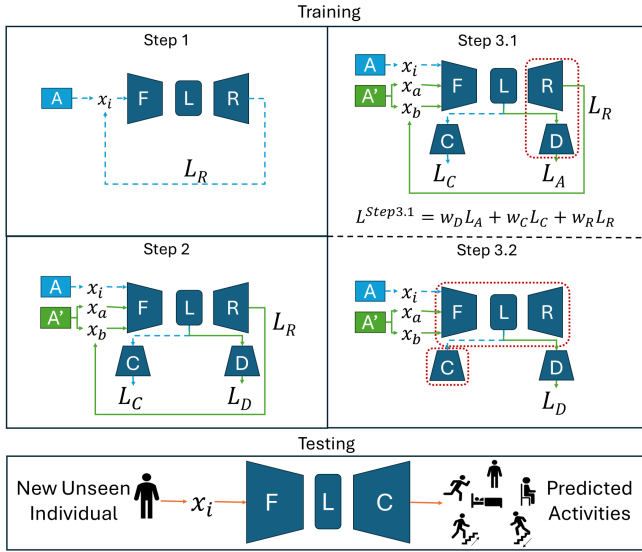 Training
Step 1
A
x_i
F
L
R
L_R
Step 3.1
A
x_i
A'
x_a
x_b
F
L
R
C
D
L_R
L_C
L_A
L^{Step3.1} = w_D L_A + w_C L_C + w_R L_R
Step 2
A
x_i
A'
x_a
x_b
F
L
R
L_R
C
D
L_C
L_D
Step 3.2
A
x_i
A'
x_a
x_b
F
L
R
C
D
L_D
Testing
New Unseen
Individual
x_i
F
L
C
Predicted
Activities